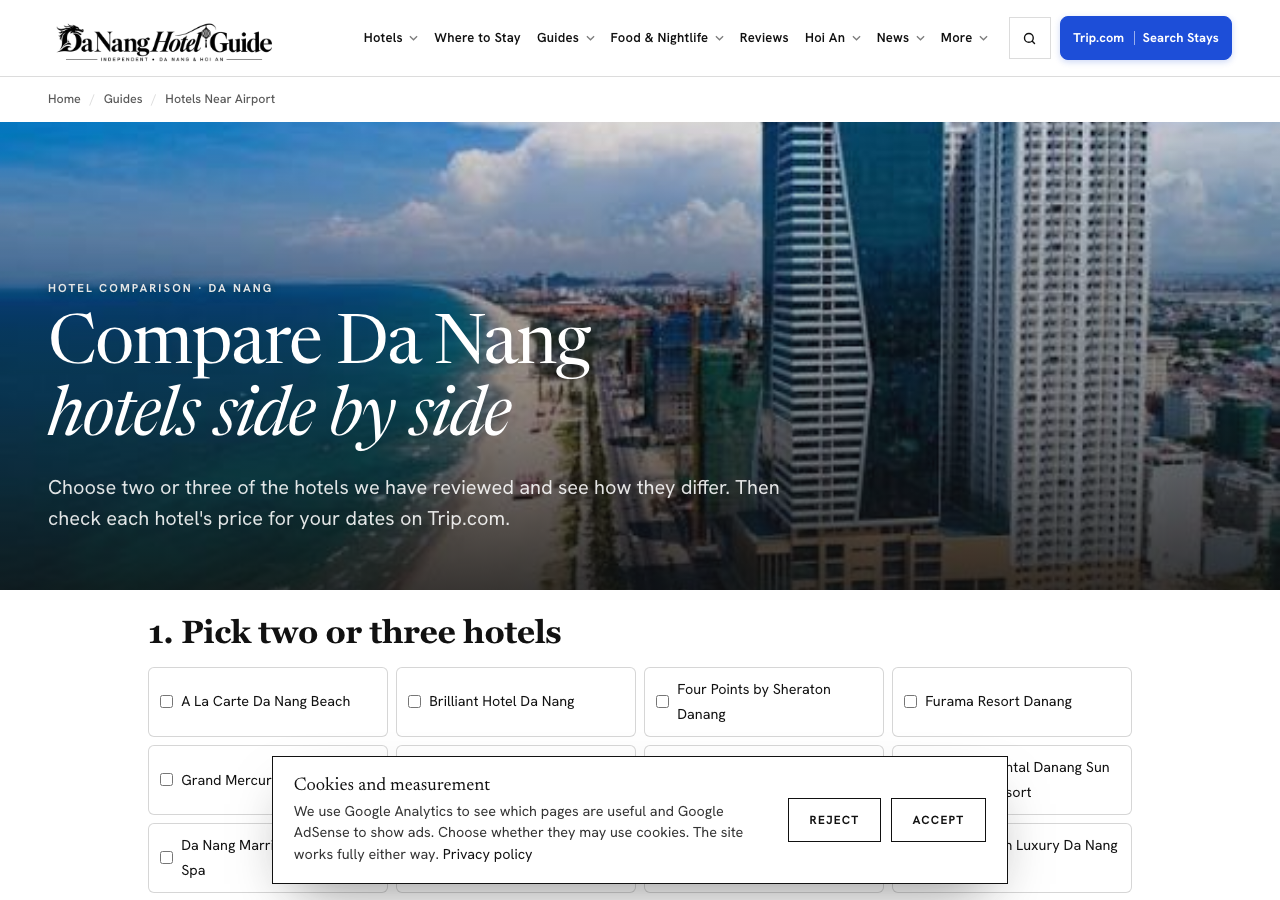 Da Nang Hotel Guide
INDEPENDENT • DA NANG & HOI AN
Hotels
Where to Stay
Guides
Food & Nightlife
Reviews
Hoi An
News
More
Trip.com | Search Stays
Home / Guides / Hotels Near Airport
HOTEL COMPARISON · DA NANG
Compare Da Nang
hotels side by side
Choose two or three of the hotels we have reviewed and see how they differ. Then
check each hotel's price for your dates on Trip.com.
1. Pick two or three hotels
A La Carte Da Nang Beach
Brilliant Hotel Da Nang
Four Points by Sheraton
Danang
Furama Resort Danang
Grand
Danang Sun
Da Nang
Spa
Luxury Da Nang
Cookies and measurement
We use Google Analytics to see which pages are useful and Google
AdSense to show ads. Choose whether they may use cookies. The site
works fully either way. Privacy policy
REJECT
ACCEPT